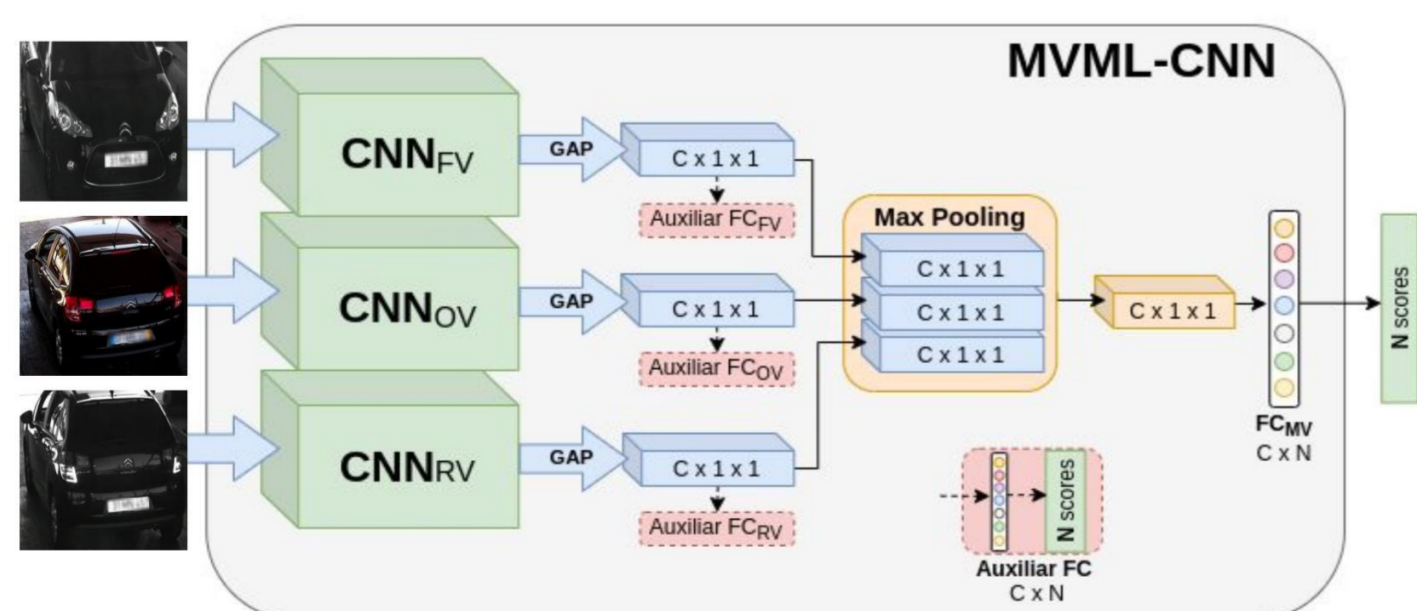 MVML-CNN
CNNFV
GAP
C x 1 x 1
Auxiliar FCFV
Max Pooling
C x 1 x 1
C x 1 x 1
C x 1 x 1
CNNOV
GAP
C x 1 x 1
Auxiliar FCOV
C x 1 x 1
N scores
FCMV
C x N
CNNRV
GAP
C x 1 x 1
Auxiliar FCRV
N scores
Auxiliar FC
C x N